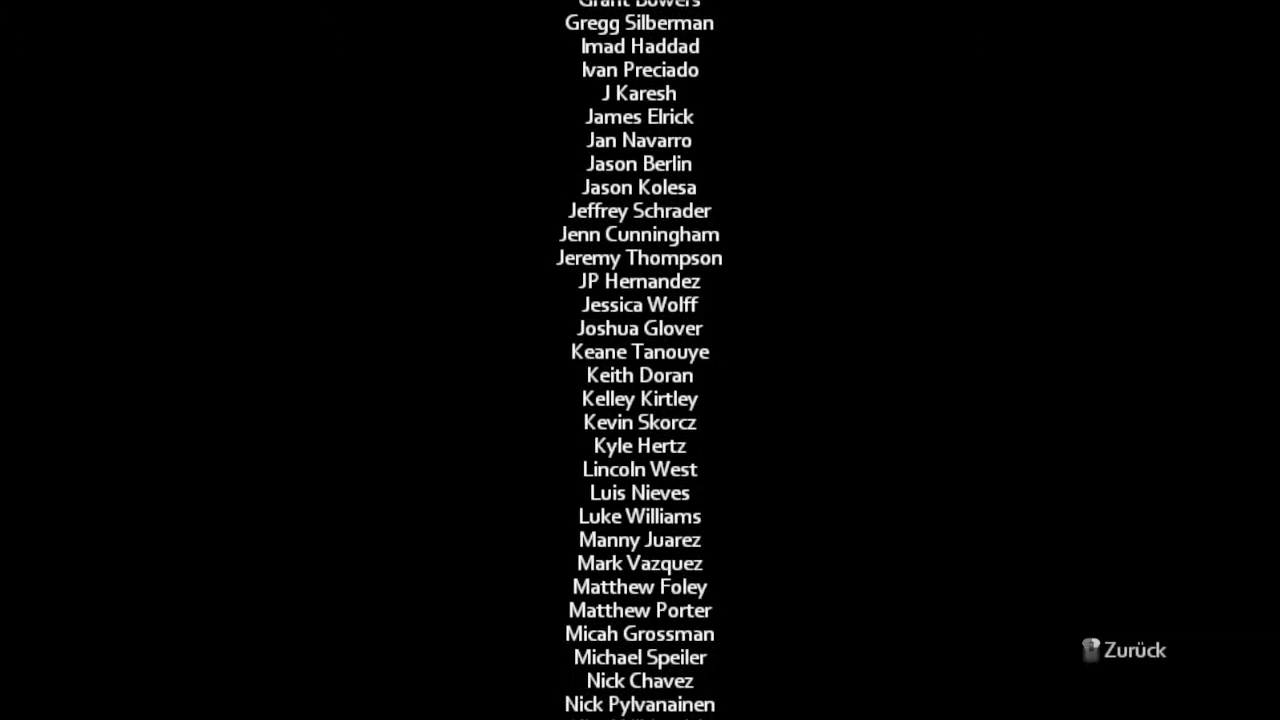 Grant Bowers
Gregg Silberman
Imad Haddad
Ivan Preciado
J Karesh
James Elrick
Jan Navarro
Jason Berlin
Jason Kolesa
Jeffrey Schrader
Jenn Cunningham
Jeremy Thompson
JP Hernandez
Jessica Wolff
Joshua Glover
Keane Tanouye
Keith Doran
Kelley Kirtley
Kevin Skorcz
Kyle Hertz
Lincoln West
Luis Nieves
Luke Williams
Manny Juarez
Mark Vazquez
Matthew Foley
Matthew Porter
Micah Grossman
Zurück
Michael Speiler
Nick Chavez
Nick Pylvanainen